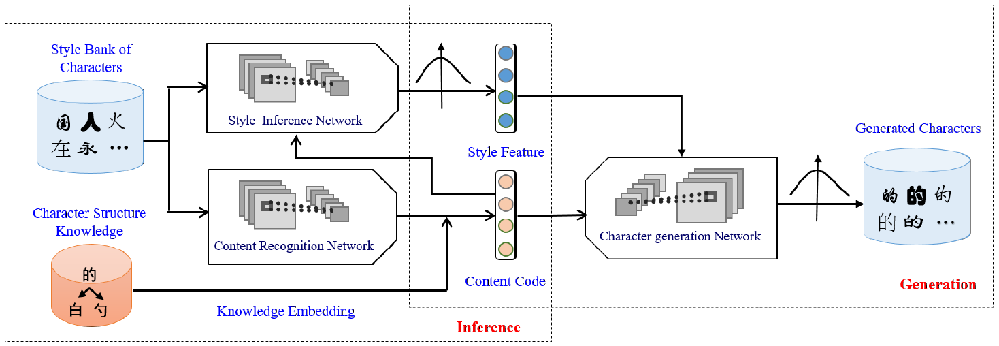 Style Bank of
Characters
国 人 火
在 永 …
Character Structure
Knowledge
的
白 勺
Style Inference Network
Content Recognition Network
Knowledge Embedding
Style Feature
Content Code
Inference
Character generation Network
Generated Characters
的 的 的
的 的 …
Generation